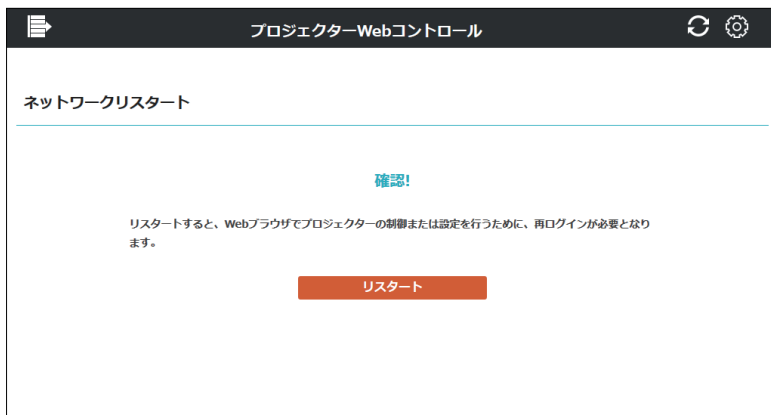 プロジェクターWebコントロール
ネットワークリスタート
確認!
リスタートすると、Webブラウザでプロジェクターの制御または設定を行うために、再ログインが必要となり
ます。
リスタート